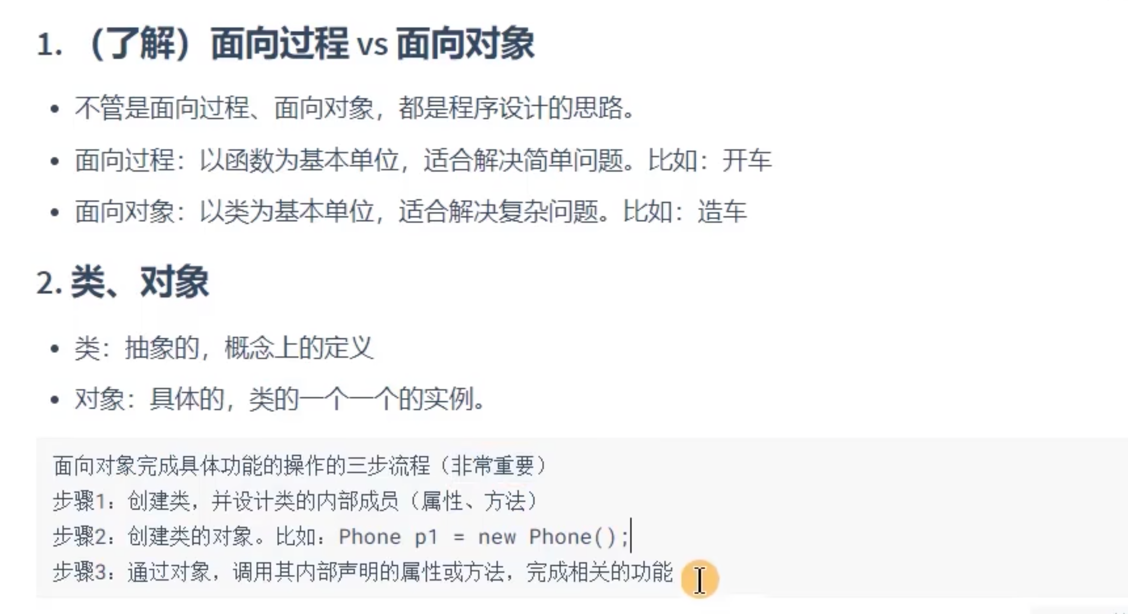 1. （了解）面向过程 vs 面向对象
• 不管是面向过程、面向对象，都是程序设计的思路。
• 面向过程：以函数为基本单位，适合解决简单问题。比如：开车
• 面向对象：以类为基本单位，适合解决复杂问题。比如：造车
2. 类、对象
• 类：抽象的，概念上的定义
• 对象：具体的，类的一个一个的实例。
面向对象完成具体功能的操作的三步流程（非常重要）
步骤1：创建类，并设计类的内部成员（属性、方法）
步骤2：创建类的对象。比如：Phone p1 = new Phone();
步骤3：通过对象，调用其内部声明的属性或方法，完成相关的功能